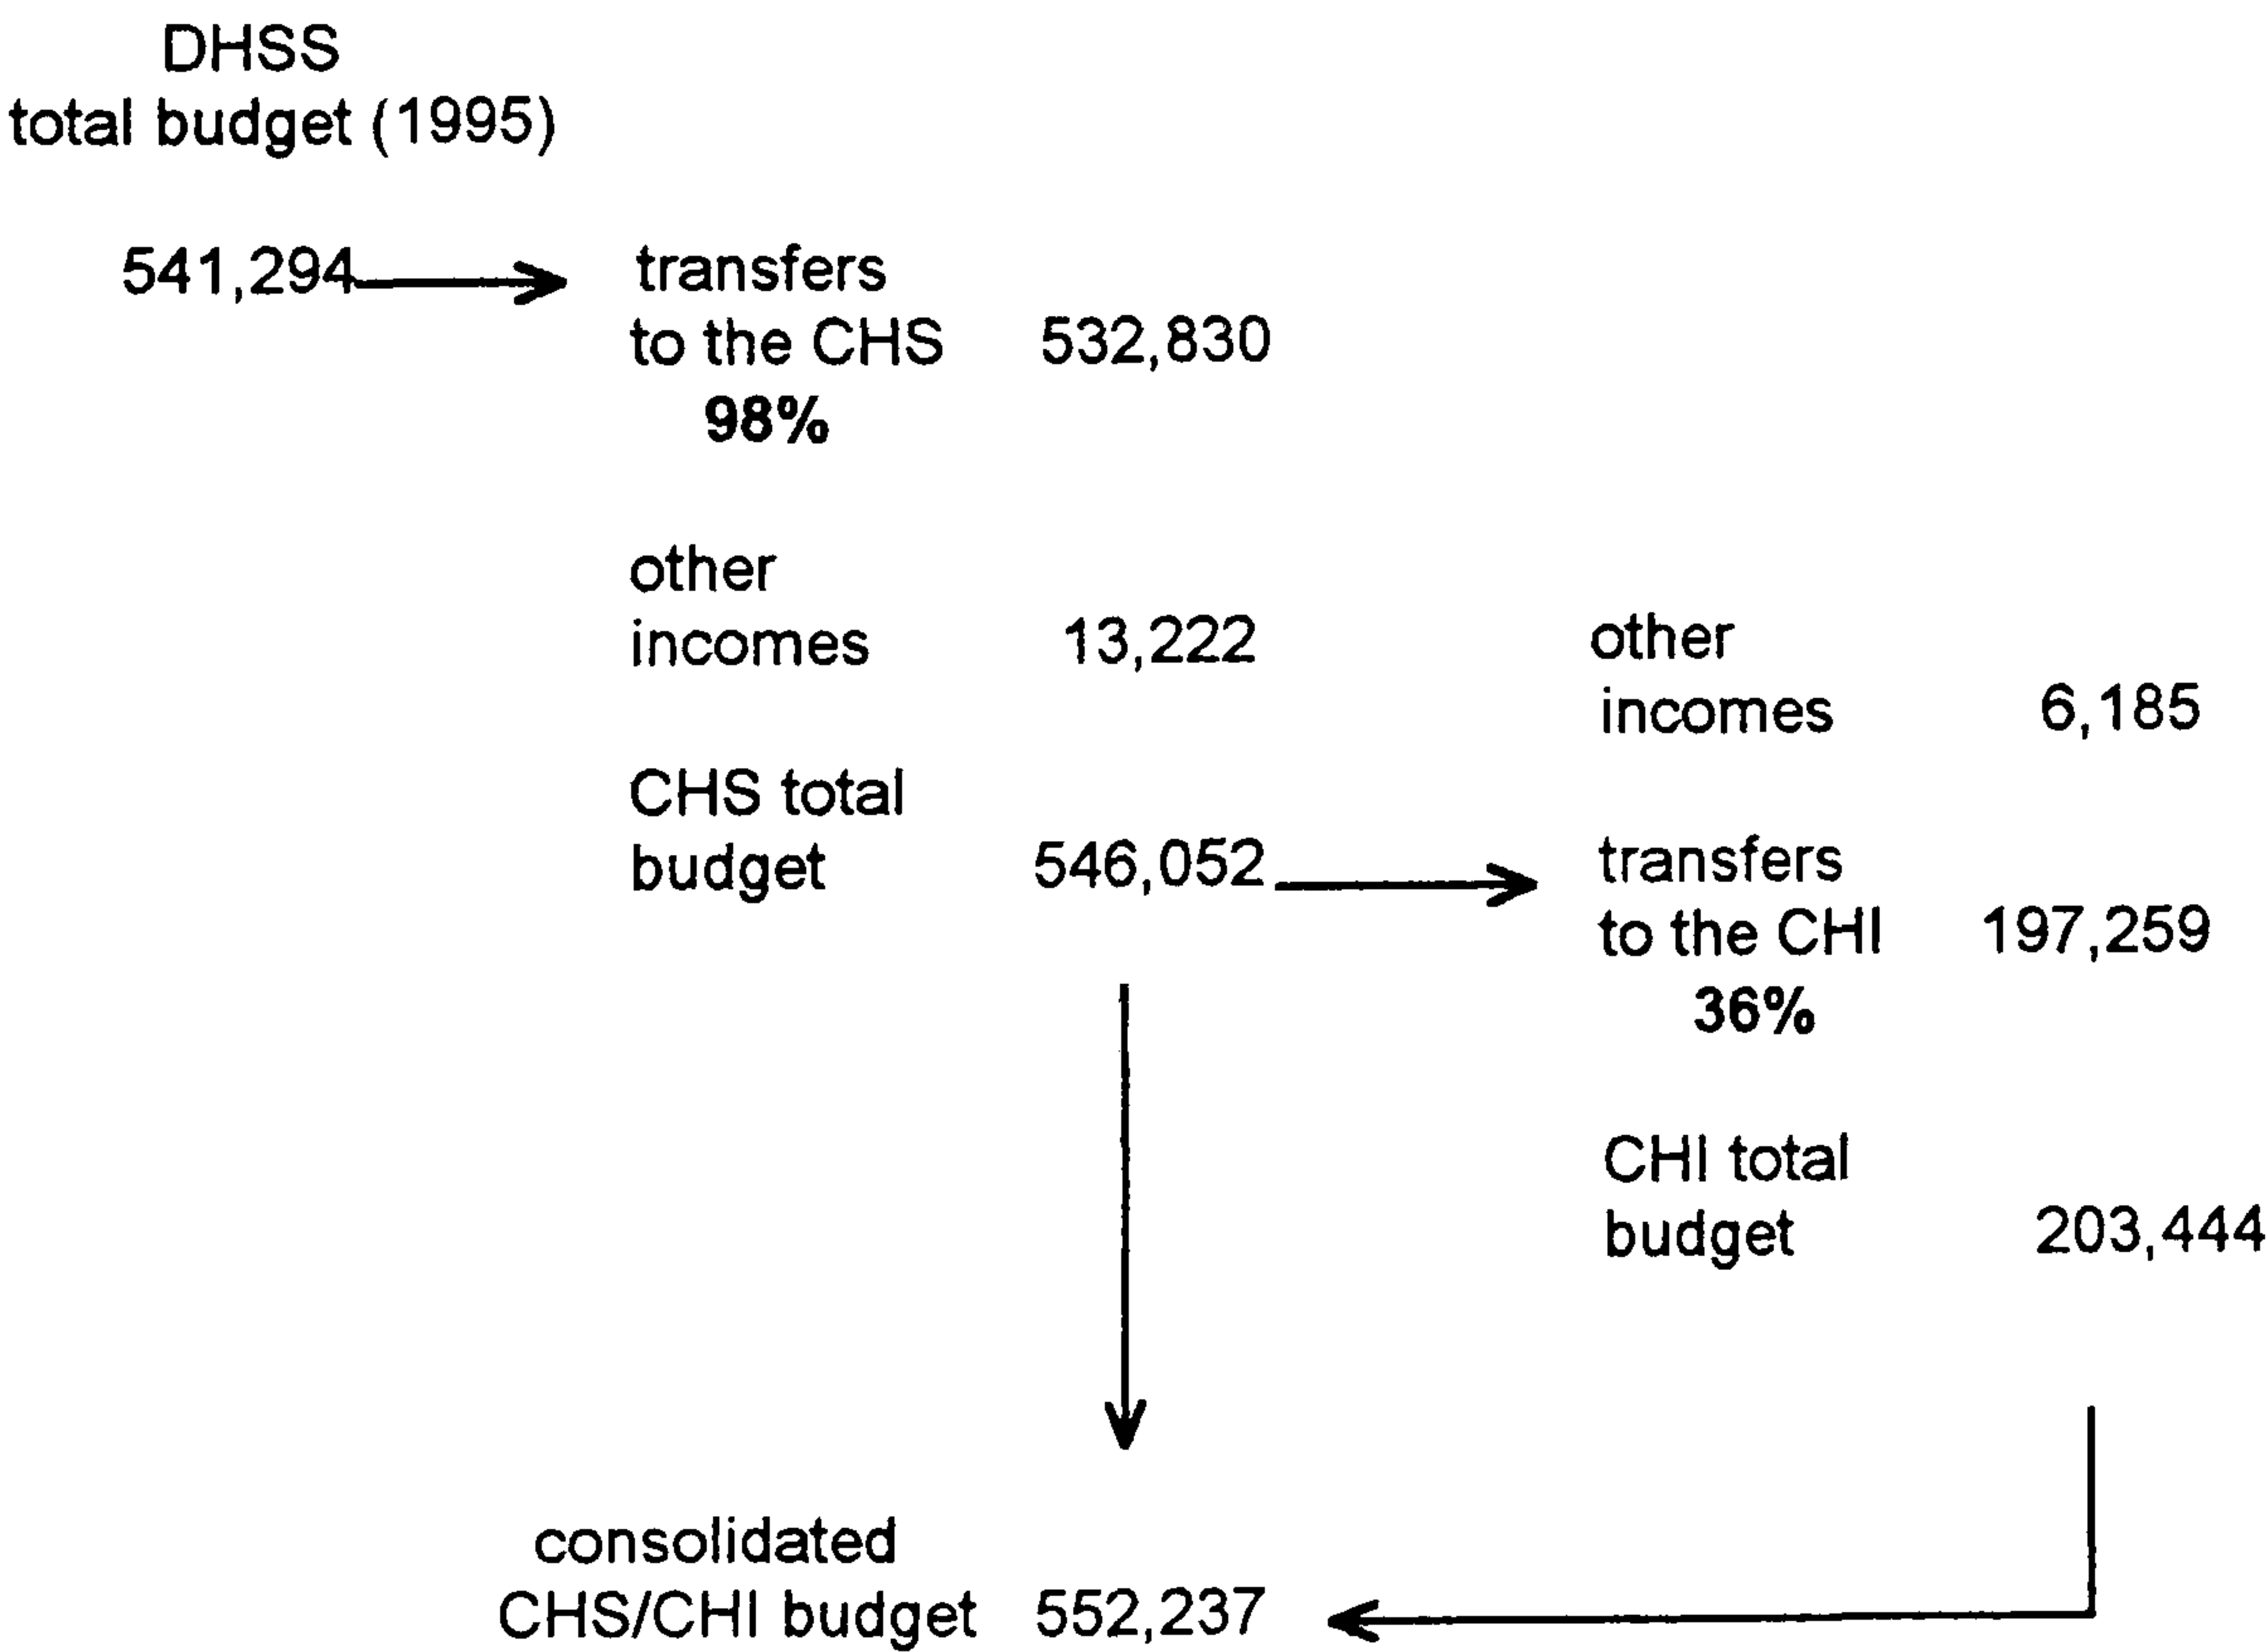 DHSS
total budget (1995)
541,294
transfers
to the CHS 532,830
98%
other
incomes 13,222
CHS total
budget 546,052
other
incomes 6,185
transfers
to the CHI 197,259
36%
CHI total
budget 203,444
consolidated
CHS/CHI budget 552,237